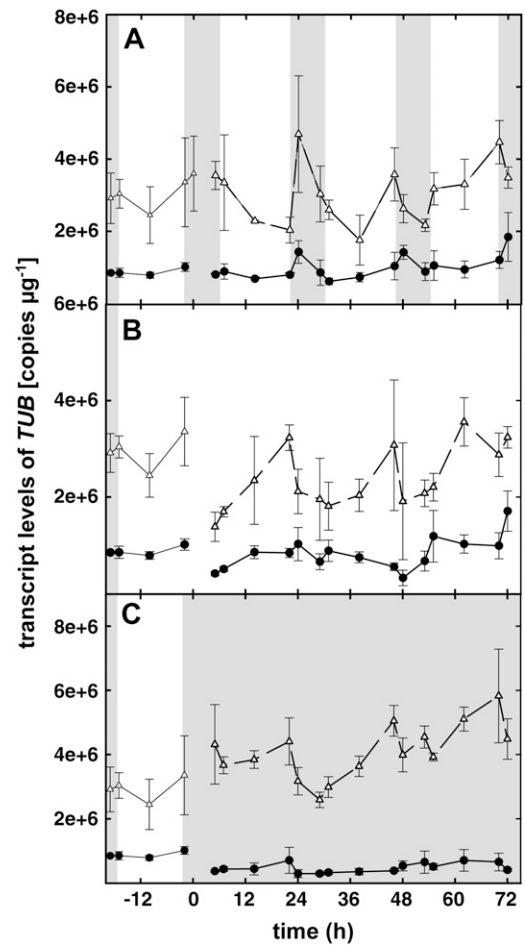 8e+6
A
6e+6
4e+6
2e+6
6e+6
B
4e+6
2e+6
8e+6
C
6e+6
4e+6
2e+6
transcript levels of TUB [copies µg⁻¹]
-12 0 12 24 36 48 60 72
time (h)